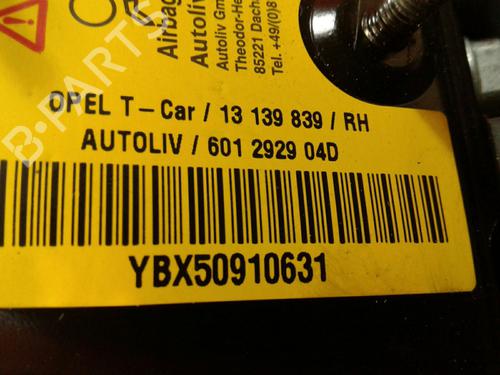 OPEL T-Car / 13 139 839 / RH
AUTOLIV / 601 2929 04D
YBX50910631
Airbag
Autoliv
Autoliv Gm
Theodor-He
85221 Dacha
Tel. +49/(0)8
B-PARTS